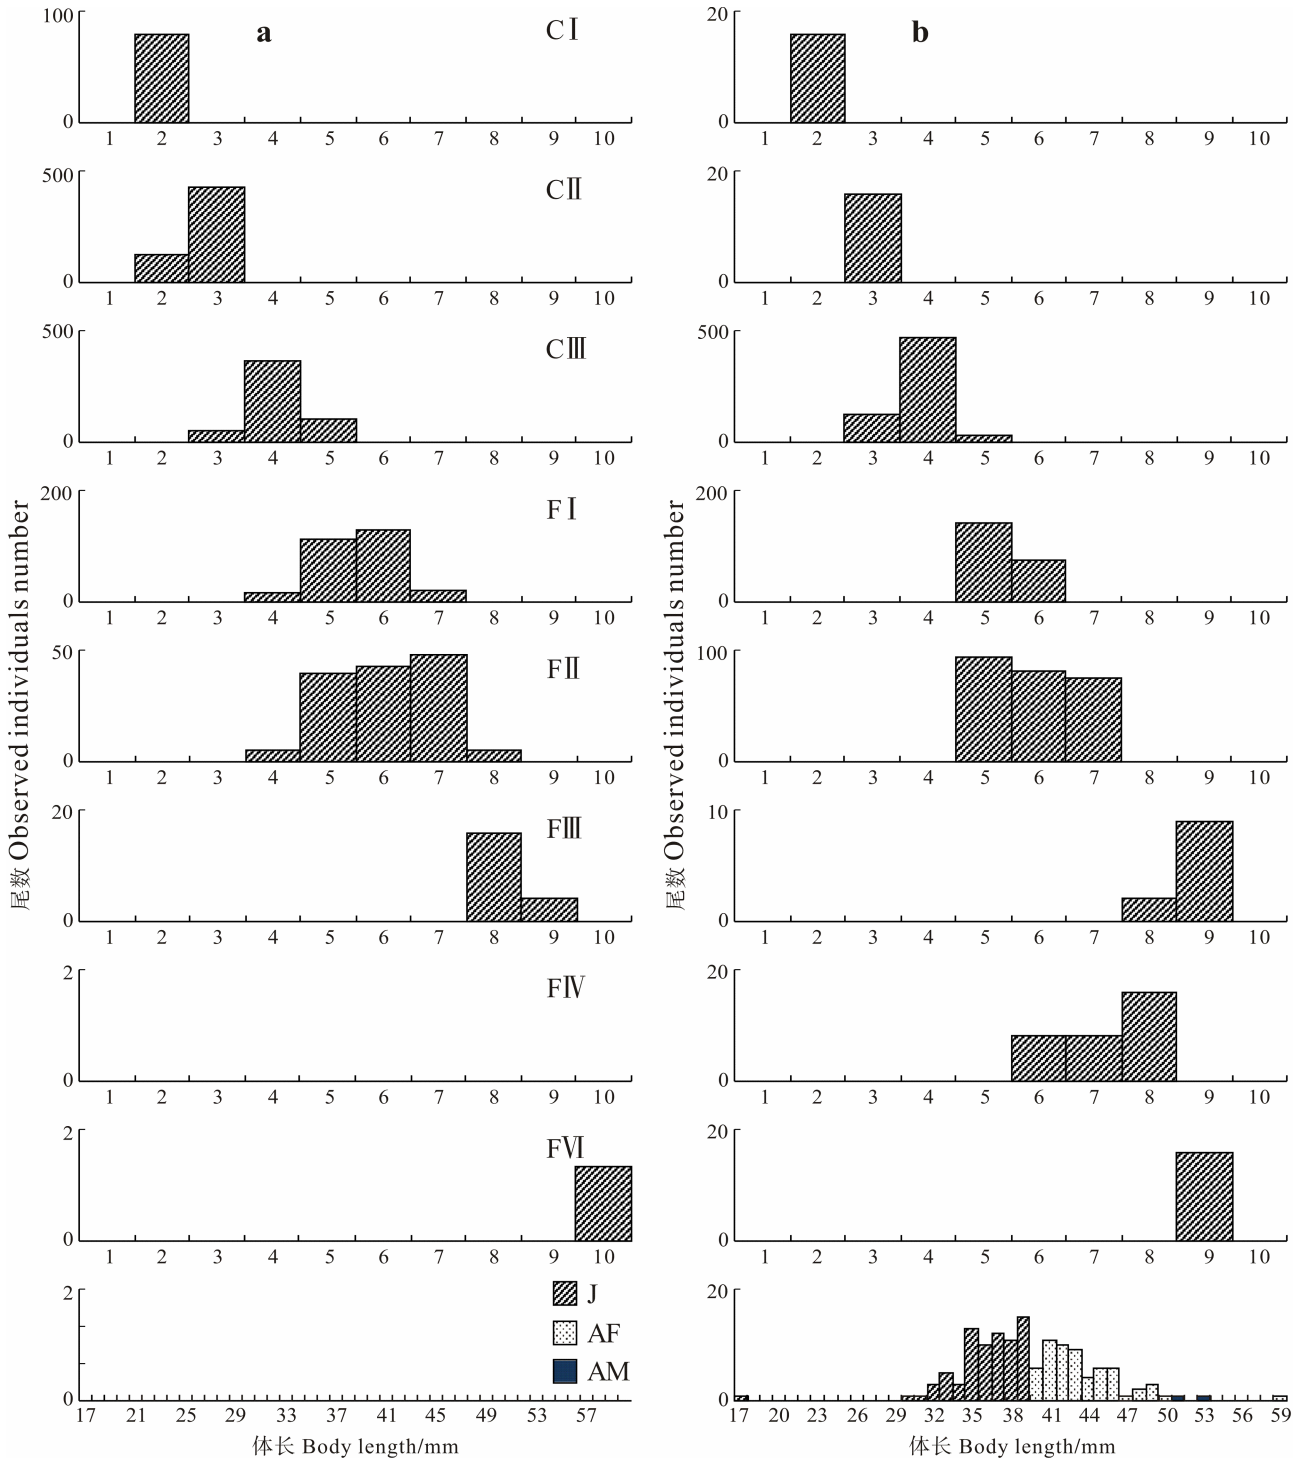 a
CⅠ
100
0
1 2 3 4 5 6 7 8 9 10
b
20
0
1 2 3 4 5 6 7 8 9 10
CⅡ
500
0
1 2 3 4 5 6 7 8 9 10
20
0
1 2 3 4 5 6 7 8 9 10
CⅢ
500
0
1 2 3 4 5 6 7 8 9 10
500
0
1 2 3 4 5 6 7 8 9 10
FⅠ
200
0
1 2 3 4 5 6 7 8 9 10
200
0
1 2 3 4 5 6 7 8 9 10
FⅡ
50
0
1 2 3 4 5 6 7 8 9 10
100
0
1 2 3 4 5 6 7 8 9 10
FⅢ
20
0
1 2 3 4 5 6 7 8 9 10
10
0
1 2 3 4 5 6 7 8 9 10
FⅣ
2
0
1 2 3 4 5 6 7 8 9 10
20
0
1 2 3 4 5 6 7 8 9 10
FⅥ
2
0
1 2 3 4 5 6 7 8 9 10
20
0
1 2 3 4 5 6 7 8 9 10
2
0
J
AF
AM
17 21 25 29 33 37 41 45 49 53 57
20
0
17 20 23 26 29 32 35 38 41 44 47 50 53 56 59
尾数 Observed individuals number
尾数 Observed individuals number
体长 Body length/mm
体长 Body length/mm